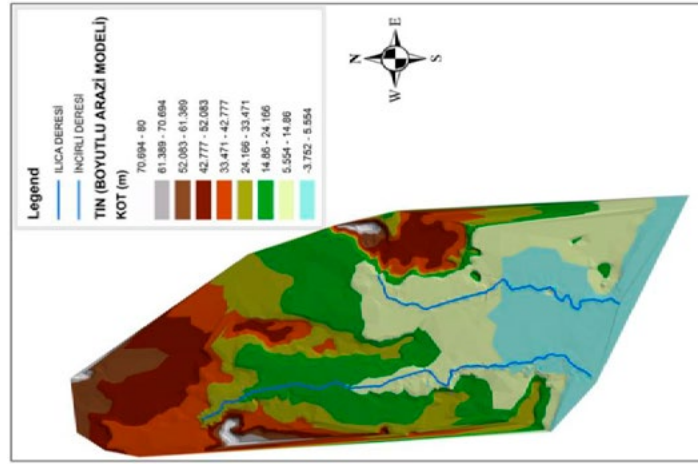 Legend
ILICA DERESİ
İNCİRLİ DERESİ
TIN (BOYUTLU ARAZİ MODELİ)
KOT (m)
70.694 - 80
61.389 - 70.694
52.083 - 61.389
42.777 - 52.083
33.471 - 42.777
24.166 - 33.471
14.86 - 24.166
5.554 - 14.86
-3.752 - 5.554
N
E
S
W